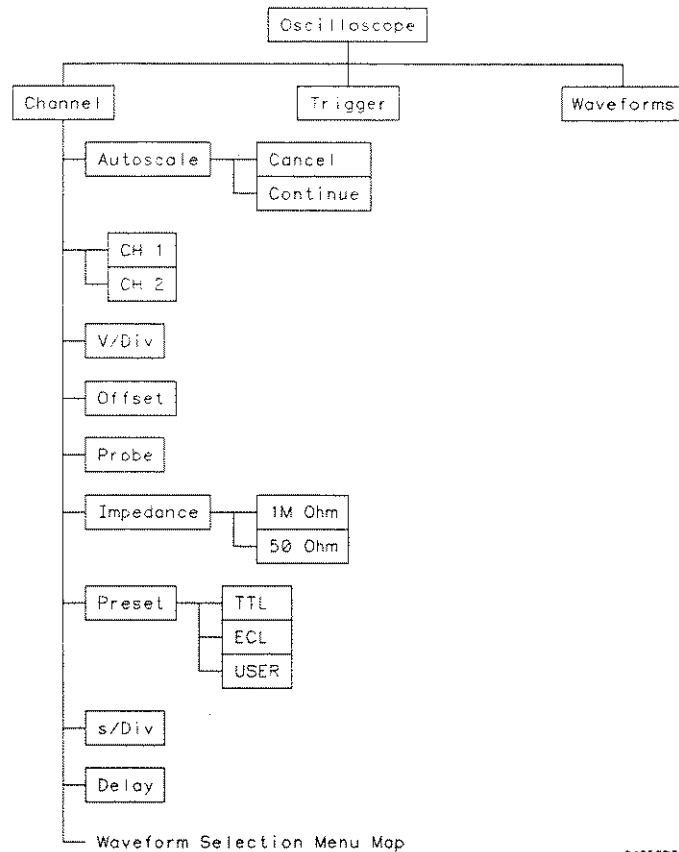 Oscilloscope
Channel
Trigger
Waveforms
Autoscale
Cancel
Continue
CH 1
CH 2
V/Div
Offset
Probe
Impedance
1M Ohm
50 Ohm
Preset
TTL
ECL
USER
s/Div
Delay
Waveform Selection Menu Map